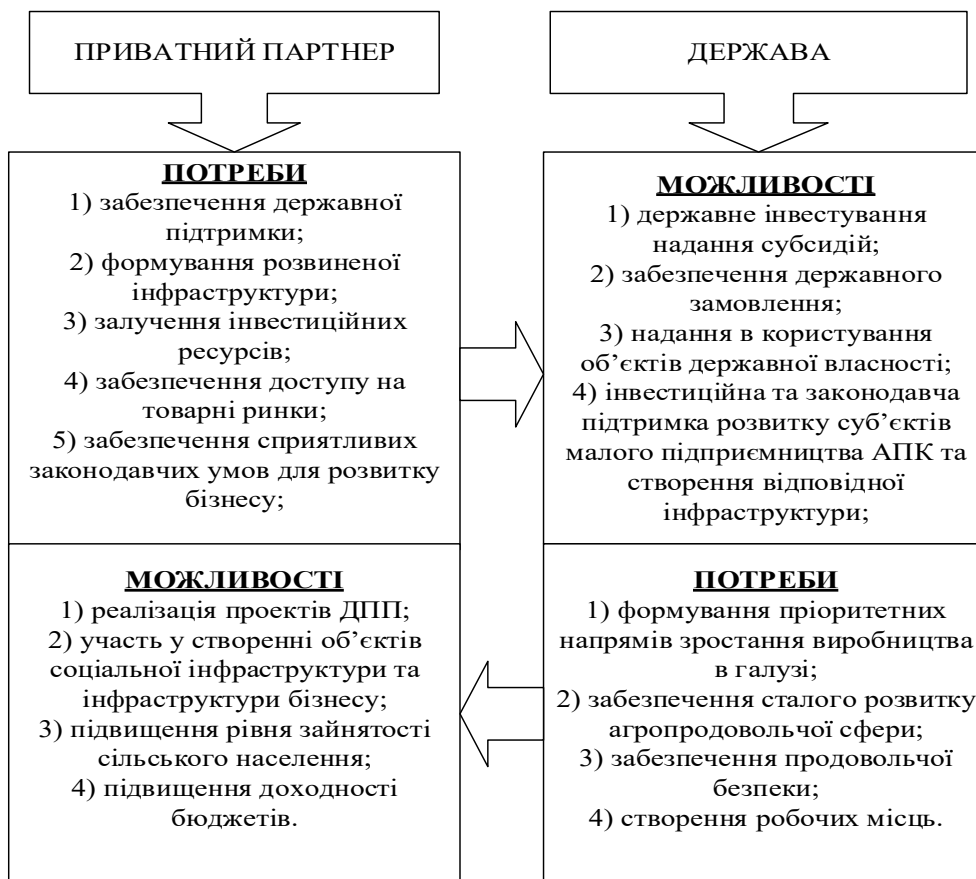 ПРИВАТНИЙ ПАРТНЕР
ДЕРЖАВА
ПОТРЕБИ
1) забезпечення державної
підтримки;
2) формування розвиненої
інфраструктури;
3) залучення інвестиційних
ресурсів;
4) забезпечення доступу на
товарні ринки;
5) забезпечення сприятливих
законодавчих умов для розвитку
бізнесу;
МОЖЛИВОСТІ
1) державне інвестування
надання субсидій;
2) забезпечення державного
замовлення;
3) надання в користування
об’єктів державної власності;
4) інвестиційна та законодавча
підтримка розвитку суб’єктів
малого підприємництва АПК та
створення відповідної
інфраструктури;
МОЖЛИВОСТІ
1) реалізація проектів ДПП;
2) участь у створенні об’єктів
соціальної інфраструктури та
інфраструктури бізнесу;
3) підвищення рівня зайнятості
сільського населення;
4) підвищення доходності
бюджетів.
ПОТРЕБИ
1) формування пріоритетних
напрямів зростання виробництва
в галузі;
2) забезпечення сталого розвитку
агропродовольчої сфери;
3) забезпечення продовольчої
безпеки;
4) створення робочих місць.